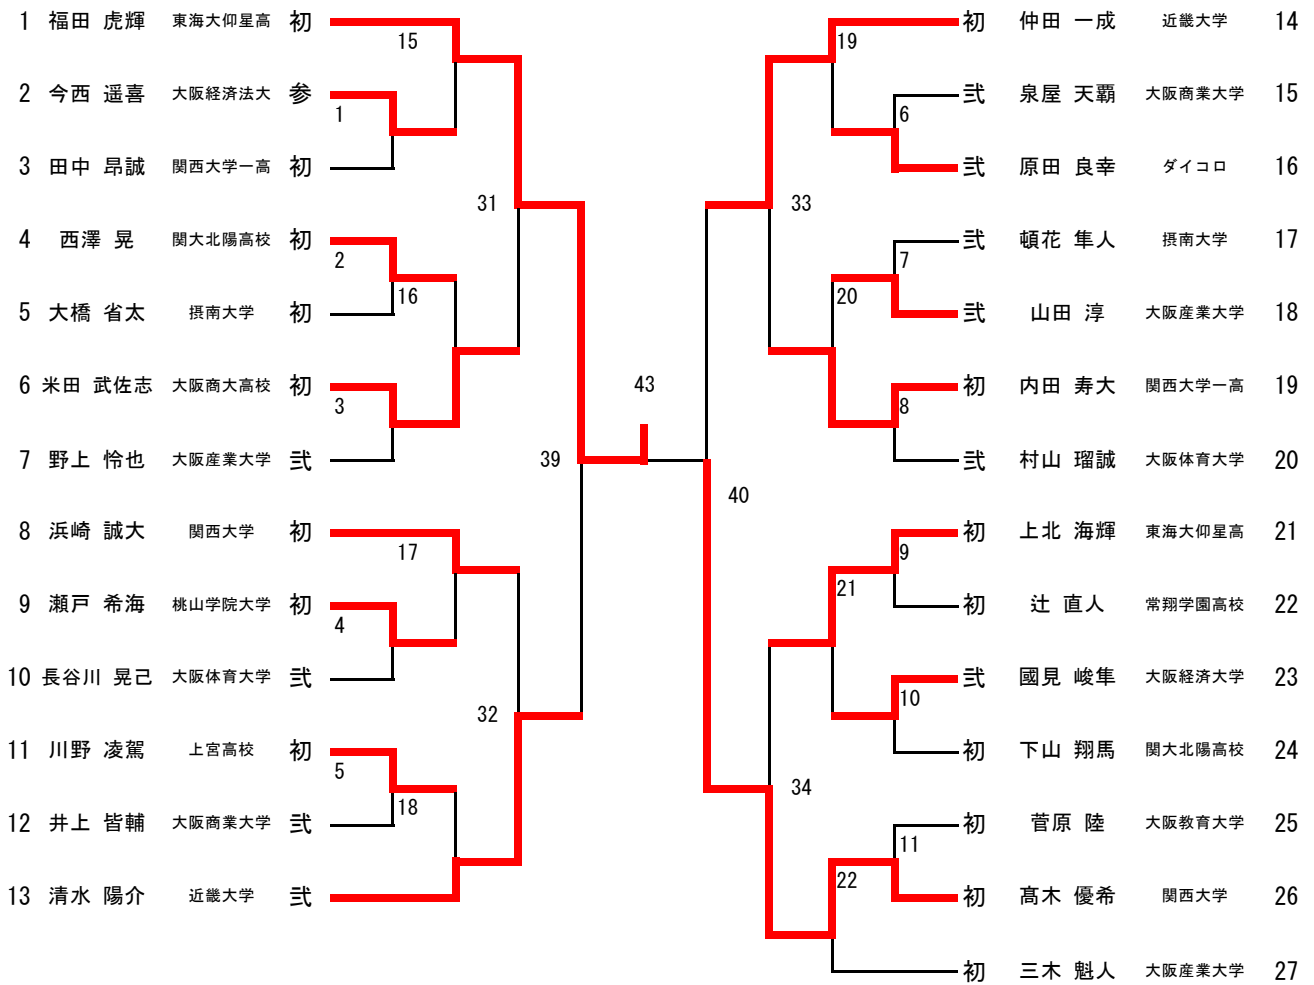 1 福田 虎輝 東海大仰星高 初
15
2 今西 遥喜 大阪経済法大 参
1
3 田中 昂誠 関西大学一高 初
31
4 西澤 晃 関大北陽高校 初
2
16
5 大橋 省太 摂南大学 初
6 米田 武佐志 大阪商大高校 初
3
7 野上 怜也 大阪産業大学 弐
39
8 浜崎 誠大 関西大学 初
17
9 瀬戸 希海 桃山学院大学 初
4
10 長谷川 晃己 大阪体育大学 弐
32
11 川野 凌駕 上宮高校 初
5
18
12 井上 皆輔 大阪商業大学 弐
13 清水 陽介 近畿大学 弐
43
初 仲田 一成 近畿大学 14
19
弐 泉屋 天覇 大阪商業大学 15
6
弐 原田 良幸 ダイコロ 16
33
弐 頓花 隼人 摂南大学 17
7
20
弐 山田 淳 大阪産業大学 18
初 内田 寿大 関西大学一高 19
8
弐 村山 瑠誠 大阪体育大学 20
40
初 上北 海輝 東海大仰星高 21
9
21
初 辻 直人 常翔学園高校 22
弐 國見 峻隼 大阪経済大学 23
10
初 下山 翔馬 関大北陽高校 24
34
初 菅原 陸 大阪教育大学 25
11
22
初 髙木 優希 関西大学 26
初 三木 魁人 大阪産業大学 27